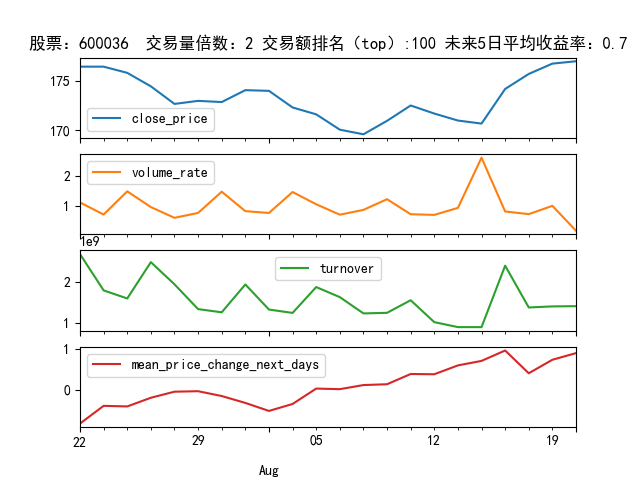 股票：600036  交易量倍数：2 交易额排名（top）:100 未来5日平均收益率：0.7
175
170
close_price
2
1
volume_rate
1e9
2
1
turnover
1
0
mean_price_change_next_days
22 29 05 12 19
Aug